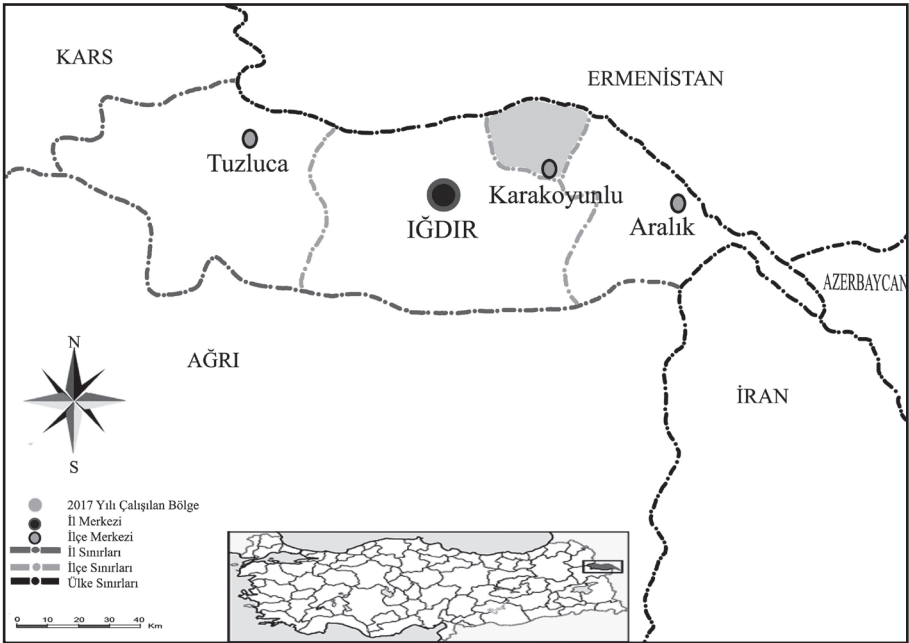 KARS
ERMENİSTAN
Tuzluca
Karakoyunlu
IĞDIR
Aralık
AZERBAYCAN
AĞRI
İRAN
N
S
2017 Yılı Çalışılan Bölge
İl Merkezi
İlçe Merkezi
İl Sınırları
İlçe Sınırları
Ülke Sınırları
0 10 20 30 40
Km